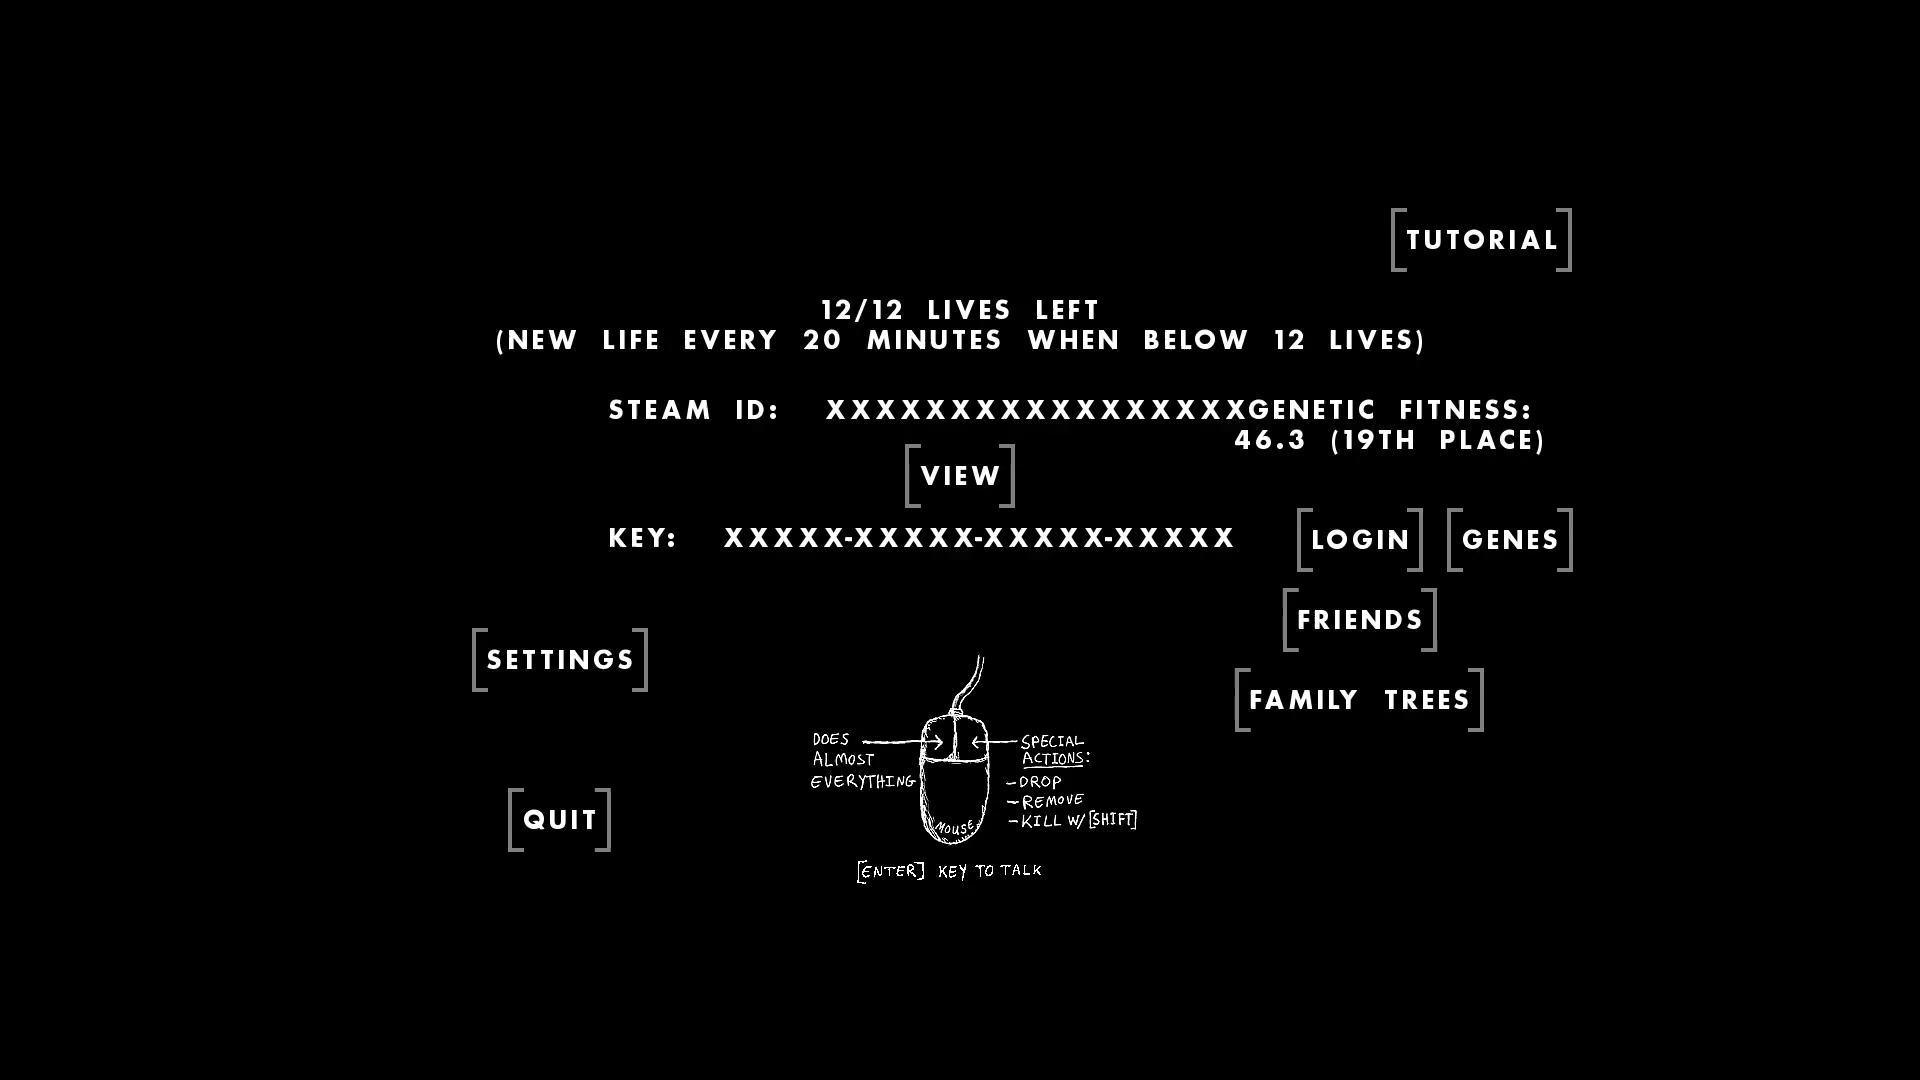 TUTORIAL
12/12 LIVES LEFT
(NEW LIFE EVERY 20 MINUTES WHEN BELOW 12 LIVES)
STEAM ID: XXXXXXXXXXXXXXXXXGENETIC FITNESS:
46.3 (19TH PLACE)
VIEW
KEY: XXXXX-XXXXX-XXXXX-XXXXX
LOGIN
GENES
FRIENDS
SETTINGS
FAMILY TREES
DOES
ALMOST
EVERYTHING
SPECIAL
ACTIONS:
-DROP
-REMOVE
-KILL W/[SHIFT]
MOUSE
QUIT
[ENTER] KEY TO TALK